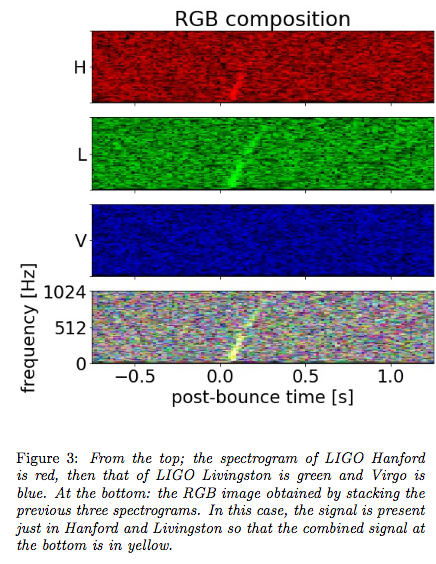 RGB composition
H
L
V
frequency [Hz]
1024
512
0
−0.5 0.0 0.5 1.0
post-bounce time [s]
Figure 3: From the top; the spectrogram of LIGO Hanford
is red, then that of LIGO Livingston is green and Virgo is
blue. At the bottom: the RGB image obtained by stacking the
previous three spectrograms. In this case, the signal is present
just in Hanford and Livingston so that the combined signal at
the bottom is in yellow.